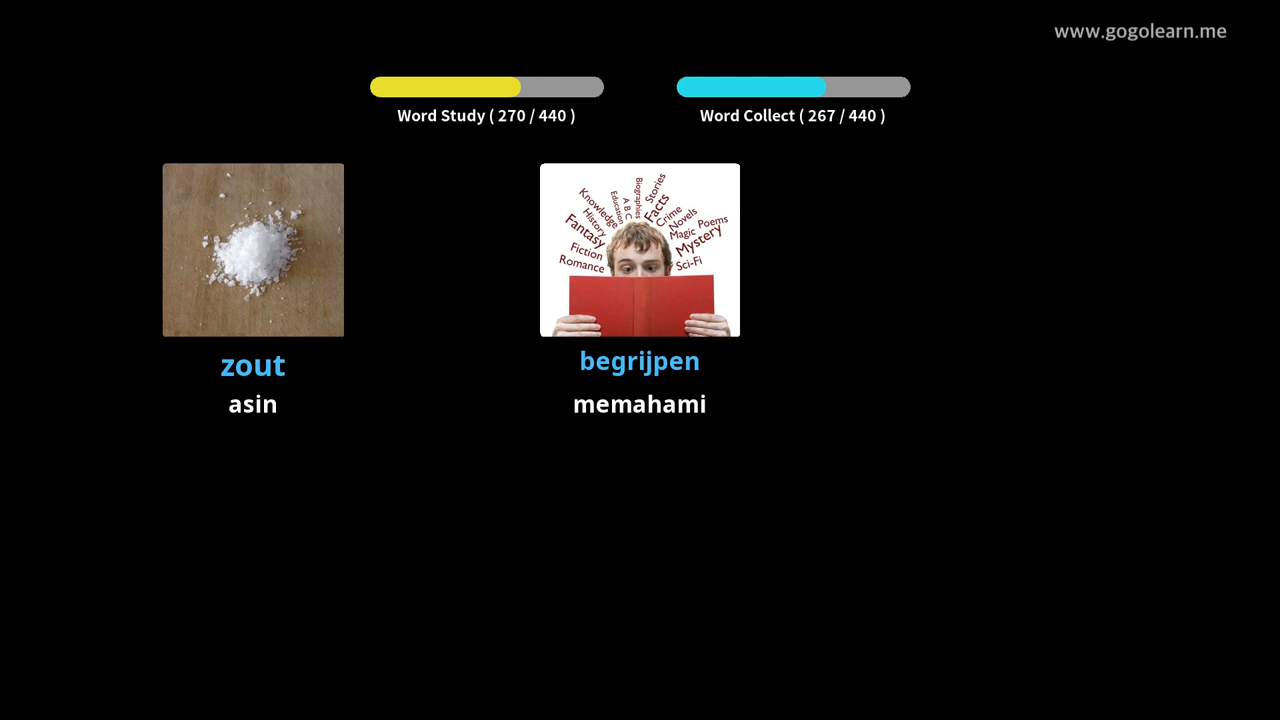 www.gogolearn.me
Word Study ( 270 / 440 )
Word Collect ( 267 / 440 )
Stories
Biographies
Facts
A B C
Education
Knowledge
Crime
History
Novels
Poems
Fantasy
Magic
Mystery
Fiction
Romance
Sci-Fi
zout
asin
begrijpen
memahami